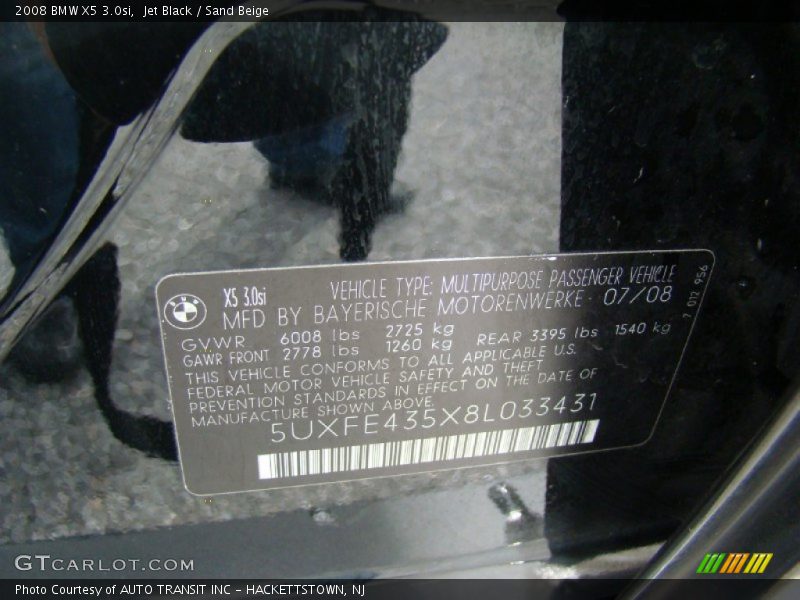 2008 BMW X5 3.0si, Jet Black / Sand Beige
X5 3.0si VEHICLE TYPE: MULTIPURPOSE PASSENGER VEHICLE
MFD BY BAYERISCHE MOTORENWERKE · 07/08
GVWR 6008 lbs 2725 kg
GAWR FRONT 2778 lbs 1260 kg REAR 3395 lbs 1540 kg
THIS VEHICLE CONFORMS TO ALL APPLICABLE U.S.
FEDERAL MOTOR VEHICLE SAFETY AND THEFT
PREVENTION STANDARDS IN EFFECT ON THE DATE OF
MANUFACTURE SHOWN ABOVE.
5UXFE435X8L033431
7 017 956
GTCARLOT.COM
Photo Courtesy of AUTO TRANSIT INC - HACKETTSTOWN, NJ